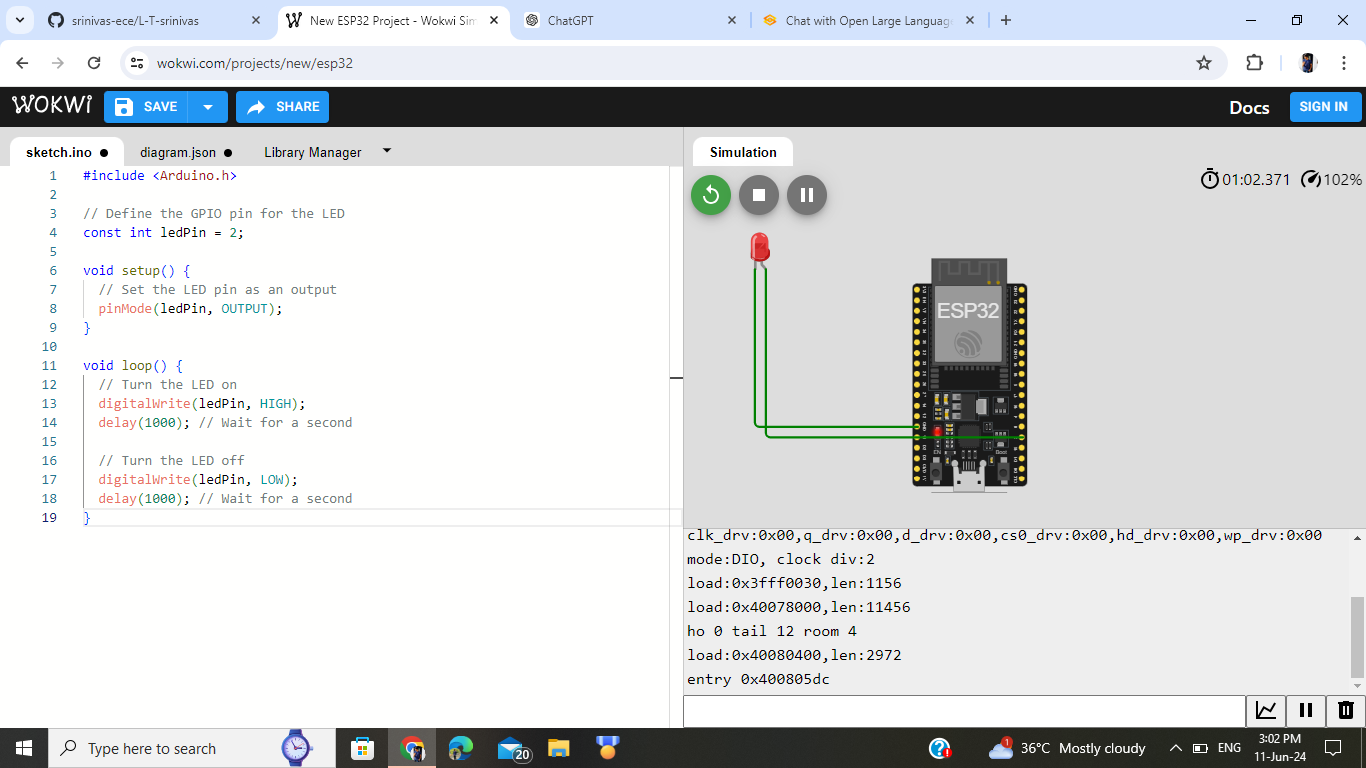 srinivas-ece/L-T-srinivas
New ESP32 Project - Wokwi Sim
ChatGPT
Chat with Open Large Language
wokwi.com/projects/new/esp32
WOKWI
SAVE
SHARE
Docs
SIGN IN
sketch.ino
diagram.json
Library Manager
1 #include <Arduino.h>
2
3 // Define the GPIO pin for the LED
4 const int ledPin = 2;
5
6 void setup() {
7 // Set the LED pin as an output
8 pinMode(ledPin, OUTPUT);
9 }
10
11 void loop() {
12 // Turn the LED on
13 digitalWrite(ledPin, HIGH);
14 delay(1000); // Wait for a second
15
16 // Turn the LED off
17 digitalWrite(ledPin, LOW);
18 delay(1000); // Wait for a second
19 }
Simulation
01:02.371
102%
ESP32
EN
Boot
clk_drv:0x00,q_drv:0x00,d_drv:0x00,cs0_drv:0x00,hd_drv:0x00,wp_drv:0x00
mode:DIO, clock div:2
load:0x3fff0030,len:1156
load:0x40078000,len:11456
ho 0 tail 12 room 4
load:0x40080400,len:2972
entry 0x400805dc
Type here to search
20
1
36°C Mostly cloudy
ENG
3:02 PM
11-Jun-24